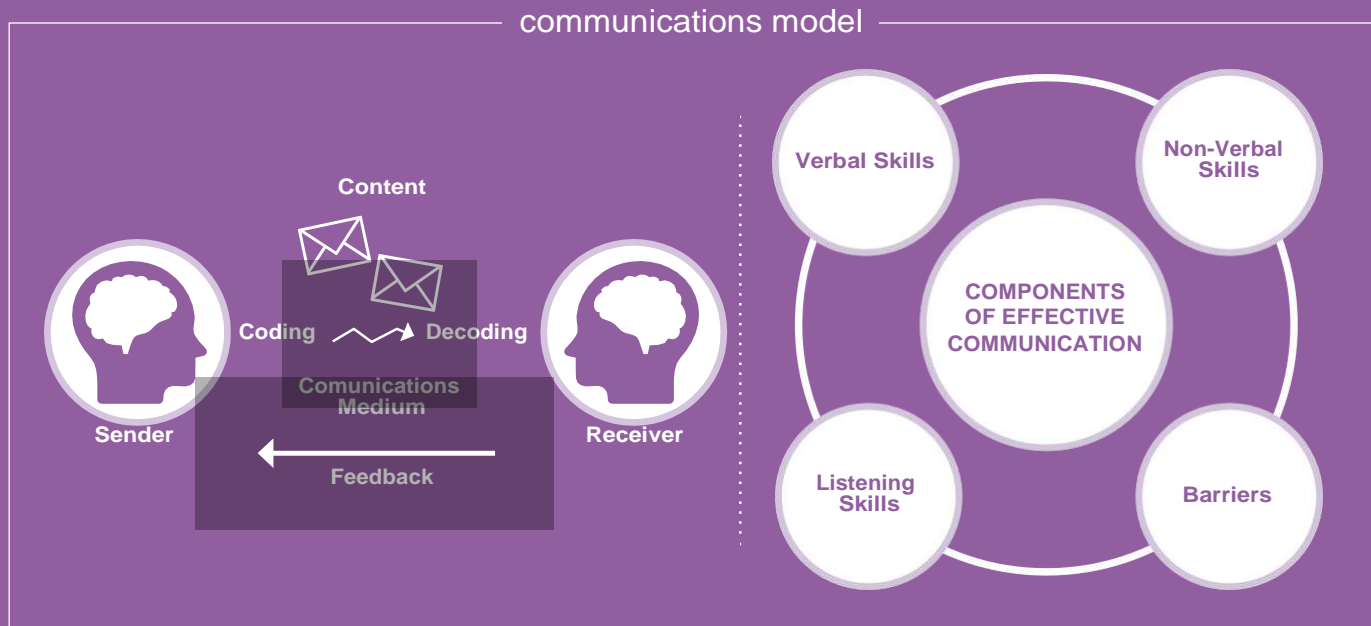 communications model
Content
Coding
Decoding
Comunications
Medium
Sender
Receiver
Feedback
Verbal Skills
Non-Verbal
Skills
COMPONENTS
OF EFFECTIVE
COMMUNICATION
Listening
Skills
Barriers